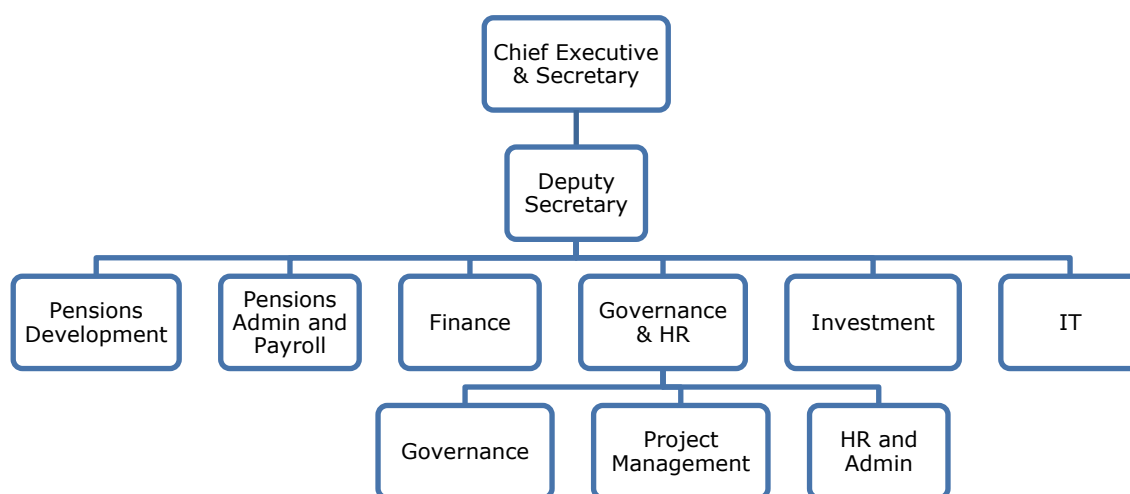 Chief Executive
& Secretary
Deputy
Secretary
Pensions
Development
Pensions
Admin and
Payroll
Finance
Governance
& HR
Investment
IT
Governance
Project
Management
HR and
Admin